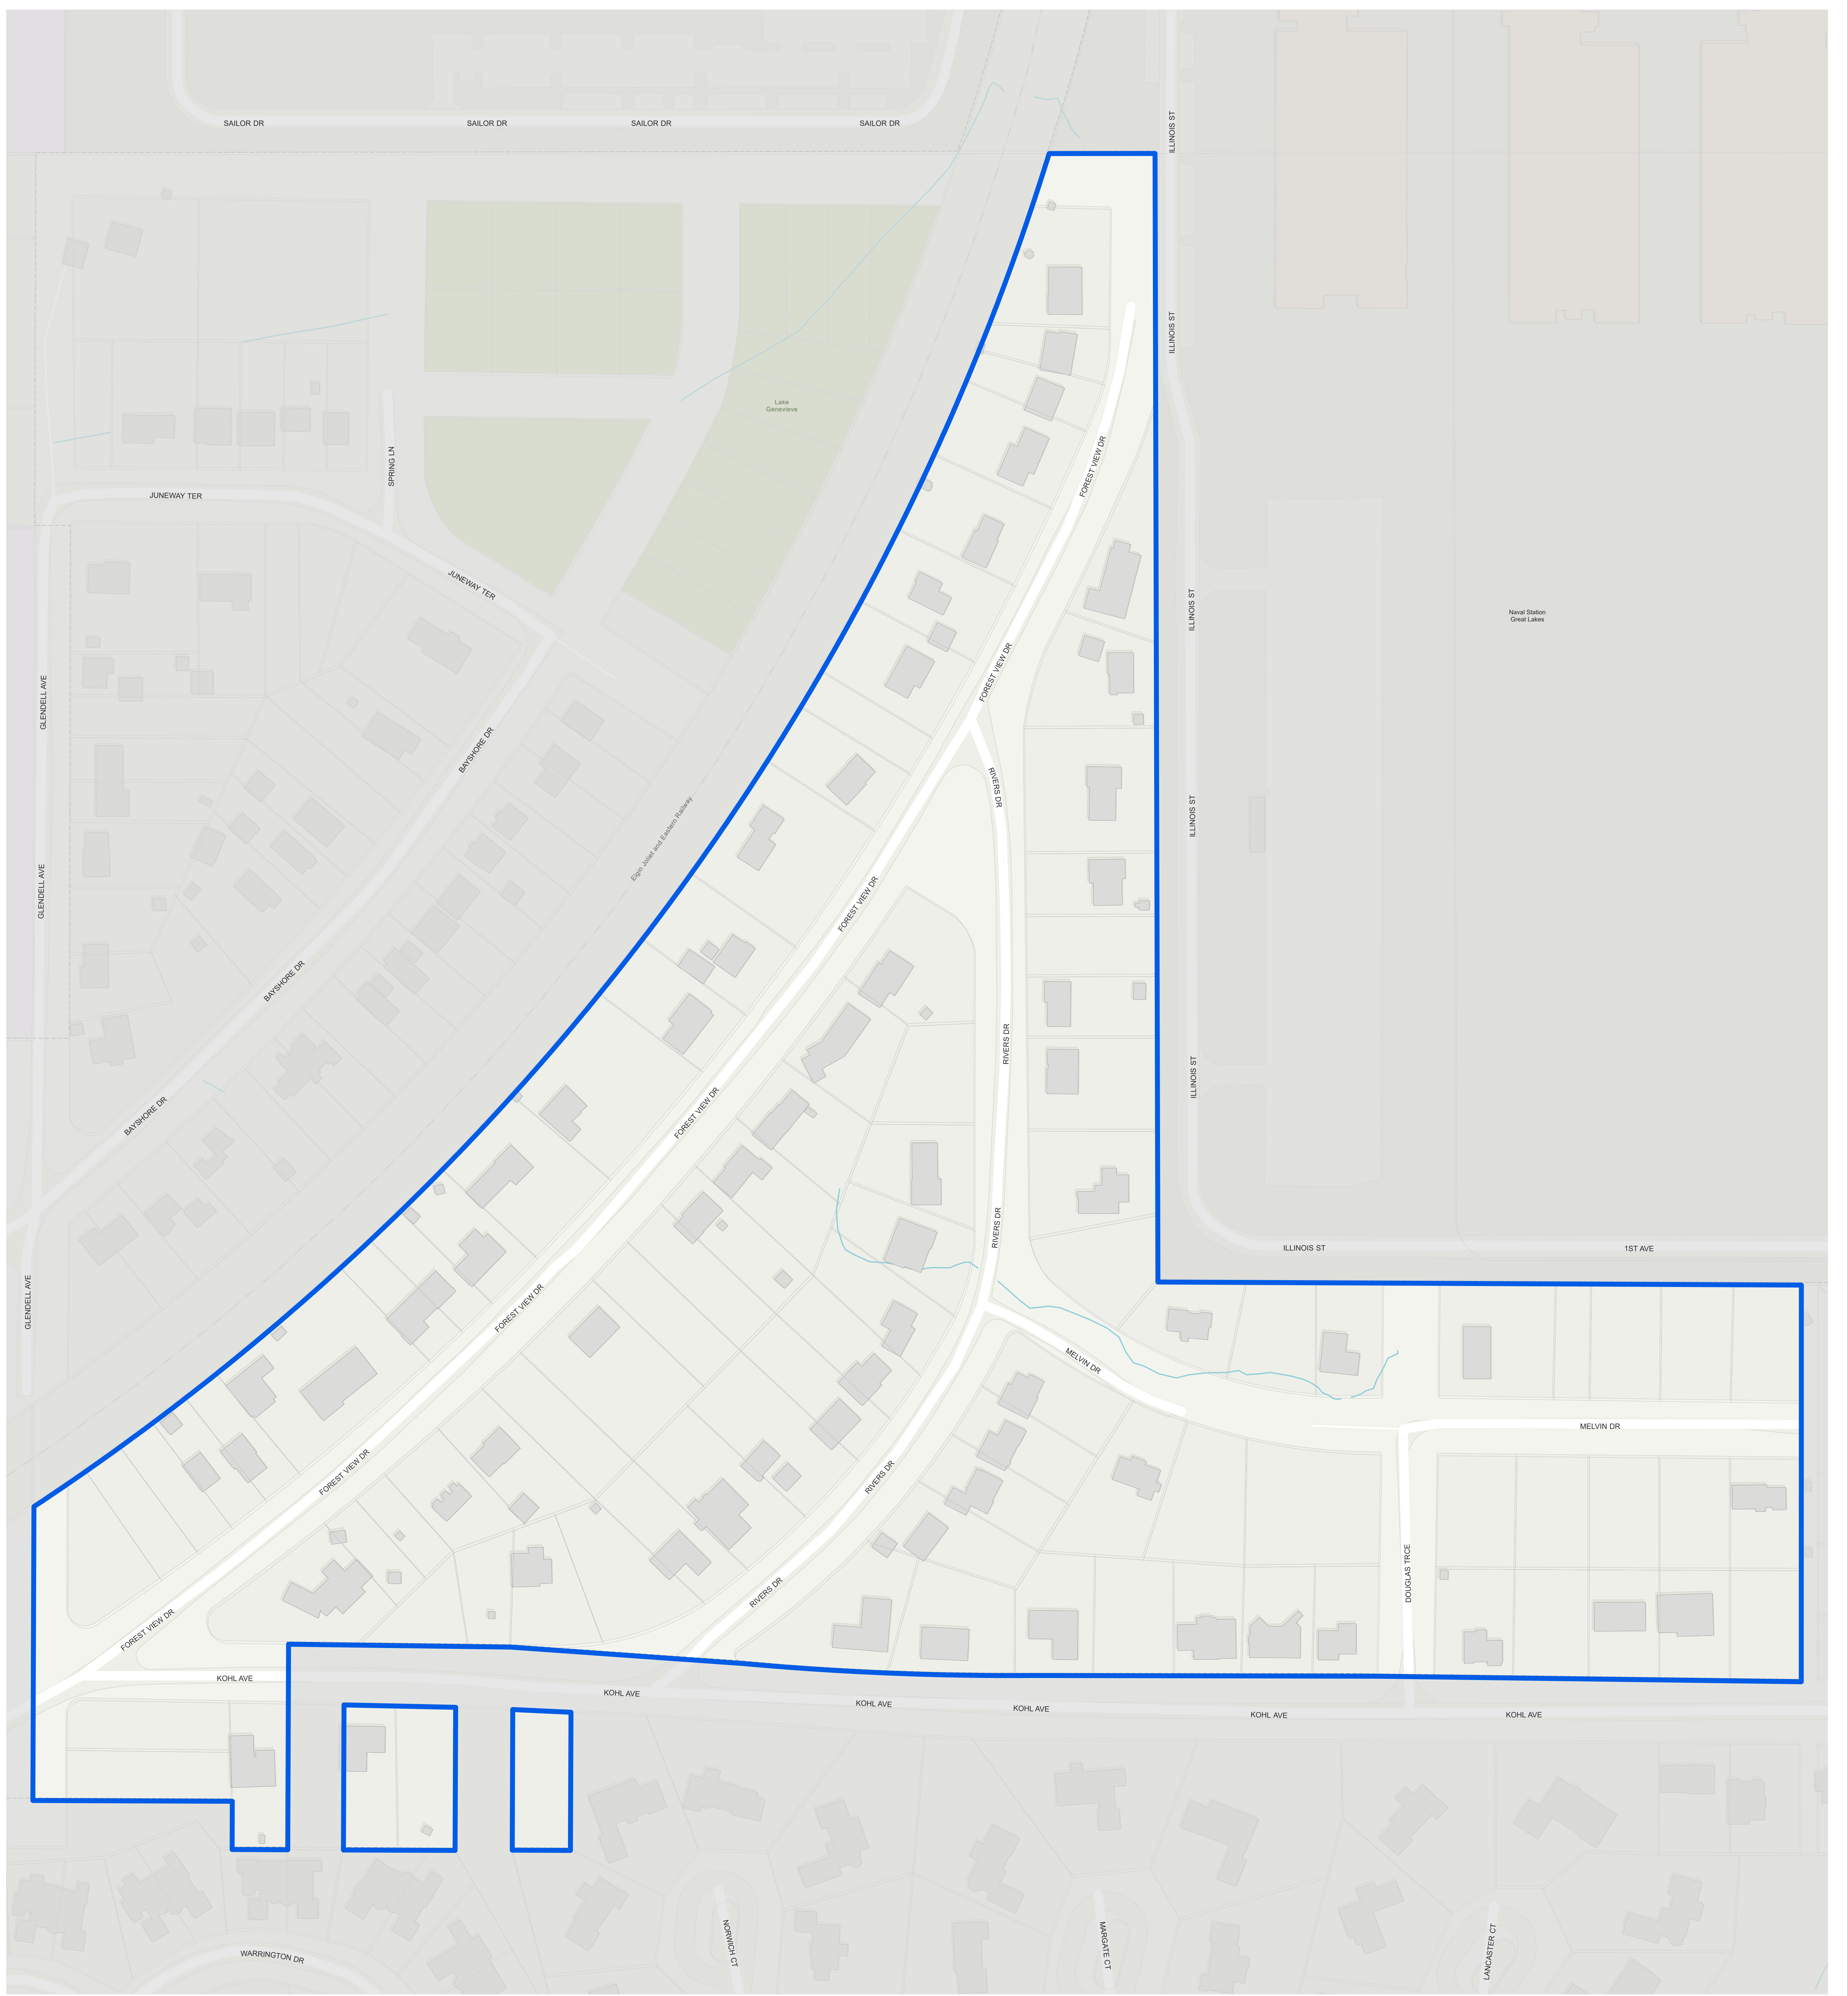 SAILOR DR
SAILOR DR
SAILOR DR
SAILOR DR
ILLINOIS ST
ILLINOIS ST
Lake
Genevieve
SPRING LN
FOREST VIEW DR
JUNEWAY TER
JUNEWAY TER
ILLINOIS ST
Naval Station
Great Lakes
FOREST VIEW DR
GLENDELL AVE
BAYSHORE DR
RIVERS DR
ILLINOIS ST
Elgin Joliet and Eastern Railway
GLENDELL AVE
FOREST VIEW DR
BAYSHORE DR
RIVERS DR
ILLINOIS ST
FOREST VIEW DR
BAYSHORE DR
RIVERS DR
ILLINOIS ST
1ST AVE
GLENDELL AVE
FOREST VIEW DR
MELVIN DR
MELVIN DR
FOREST VIEW DR
RIVERS DR
DOUGLAS TRCE
RIVERS DR
FOREST VIEW DR
KOHL AVE
KOHL AVE
KOHL AVE
KOHL AVE
KOHL AVE
KOHL AVE
NORWICH CT
MARGATE CT
LANCASTER CT
WARRINGTON DR